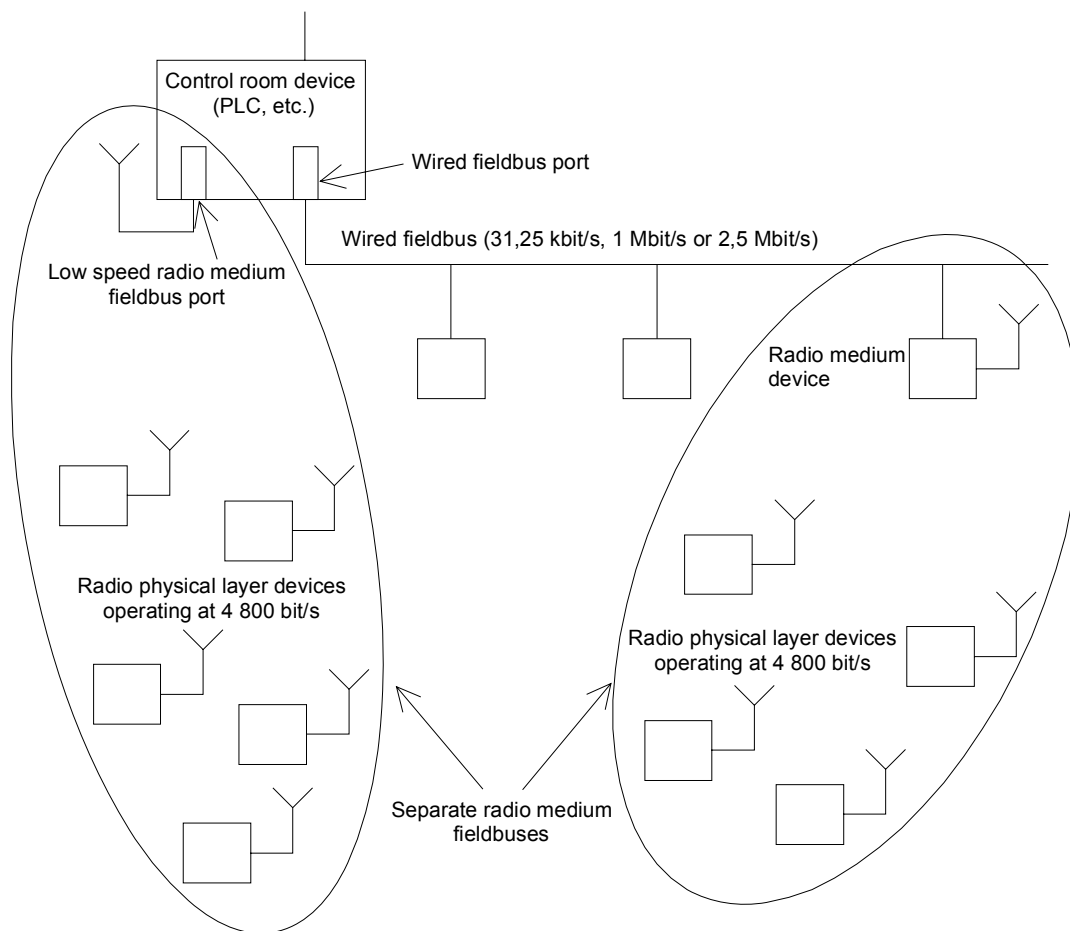 Control room device
(PLC, etc.)
Wired fieldbus port
Wired fieldbus (31,25 kbit/s, 1 Mbit/s or 2,5 Mbit/s)
Low speed radio medium
fieldbus port
Radio medium
device
Radio physical layer devices
operating at 4 800 bit/s
Radio physical layer devices
operating at 4 800 bit/s
Separate radio medium
fieldbuses